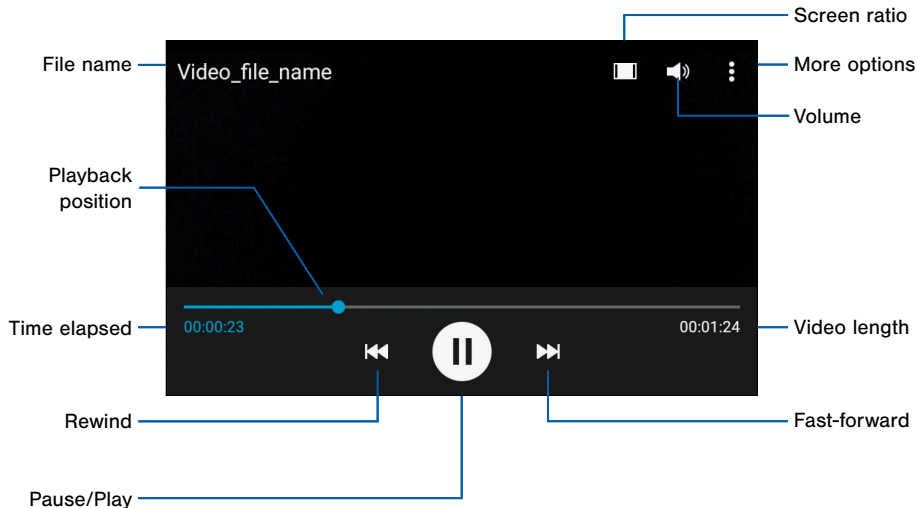 Screen ratio
File name
Video_file_name
More options
Volume
Playback
position
Time elapsed
00:00:23
00:01:24
Video length
Rewind
Fast-forward
Pause/Play